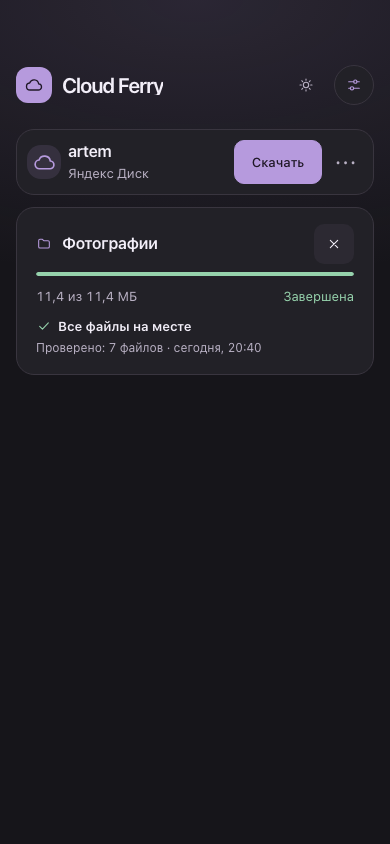 Cloud Ferry
artem
Яндекс Диск
Скачать
Фотографии
11,4 из 11,4 МБ
Завершена
Все файлы на месте
Проверено: 7 файлов · сегодня, 20:40